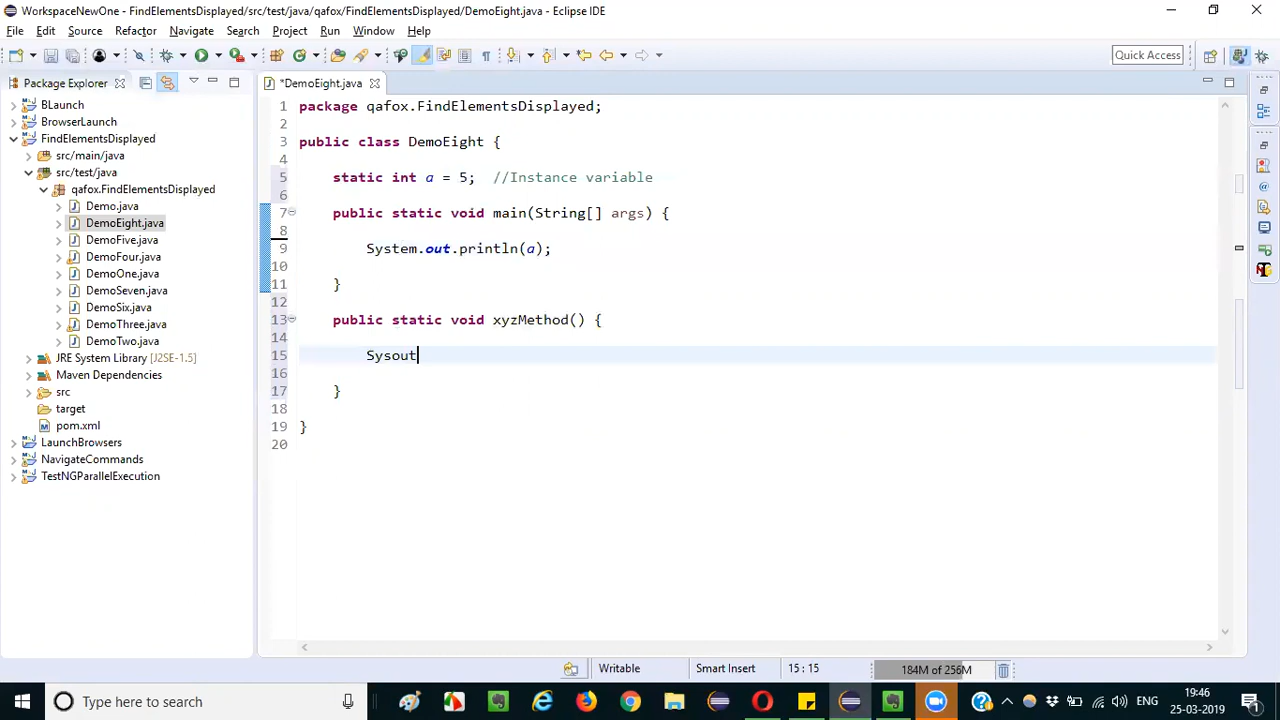 WorkspaceNewOne - FindElementsDisplayed/src/test/java/qafox/FindElementsDisplayed/DemoEight.java - Eclipse IDE
File Edit Source Refactor Navigate Search Project Run Window Help
Quick Access
Package Explorer
*DemoEight.java
BLaunch
BrowserLaunch
FindElementsDisplayed
src/main/java
src/test/java
qafox.FindElementsDisplayed
Demo.java
DemoEight.java
DemoFive.java
DemoFour.java
DemoOne.java
DemoSeven.java
DemoSix.java
DemoThree.java
DemoTwo.java
JRE System Library [J2SE-1.5]
Maven Dependencies
src
target
pom.xml
LaunchBrowsers
NavigateCommands
TestNGParallelExecution
1 package qafox.FindElementsDisplayed;
2
3 public class DemoEight {
4
5 static int a = 5; //Instance variable
6
7 public static void main(String[] args) {
8
9 System.out.println(a);
10
11 }
12
13 public static void xyzMethod() {
14
15 Sysout
16
17 }
18
19 }
20
Writable Smart Insert 15 : 15 184M of 256M
Type here to search
ENG
19:46
25-03-2019
1